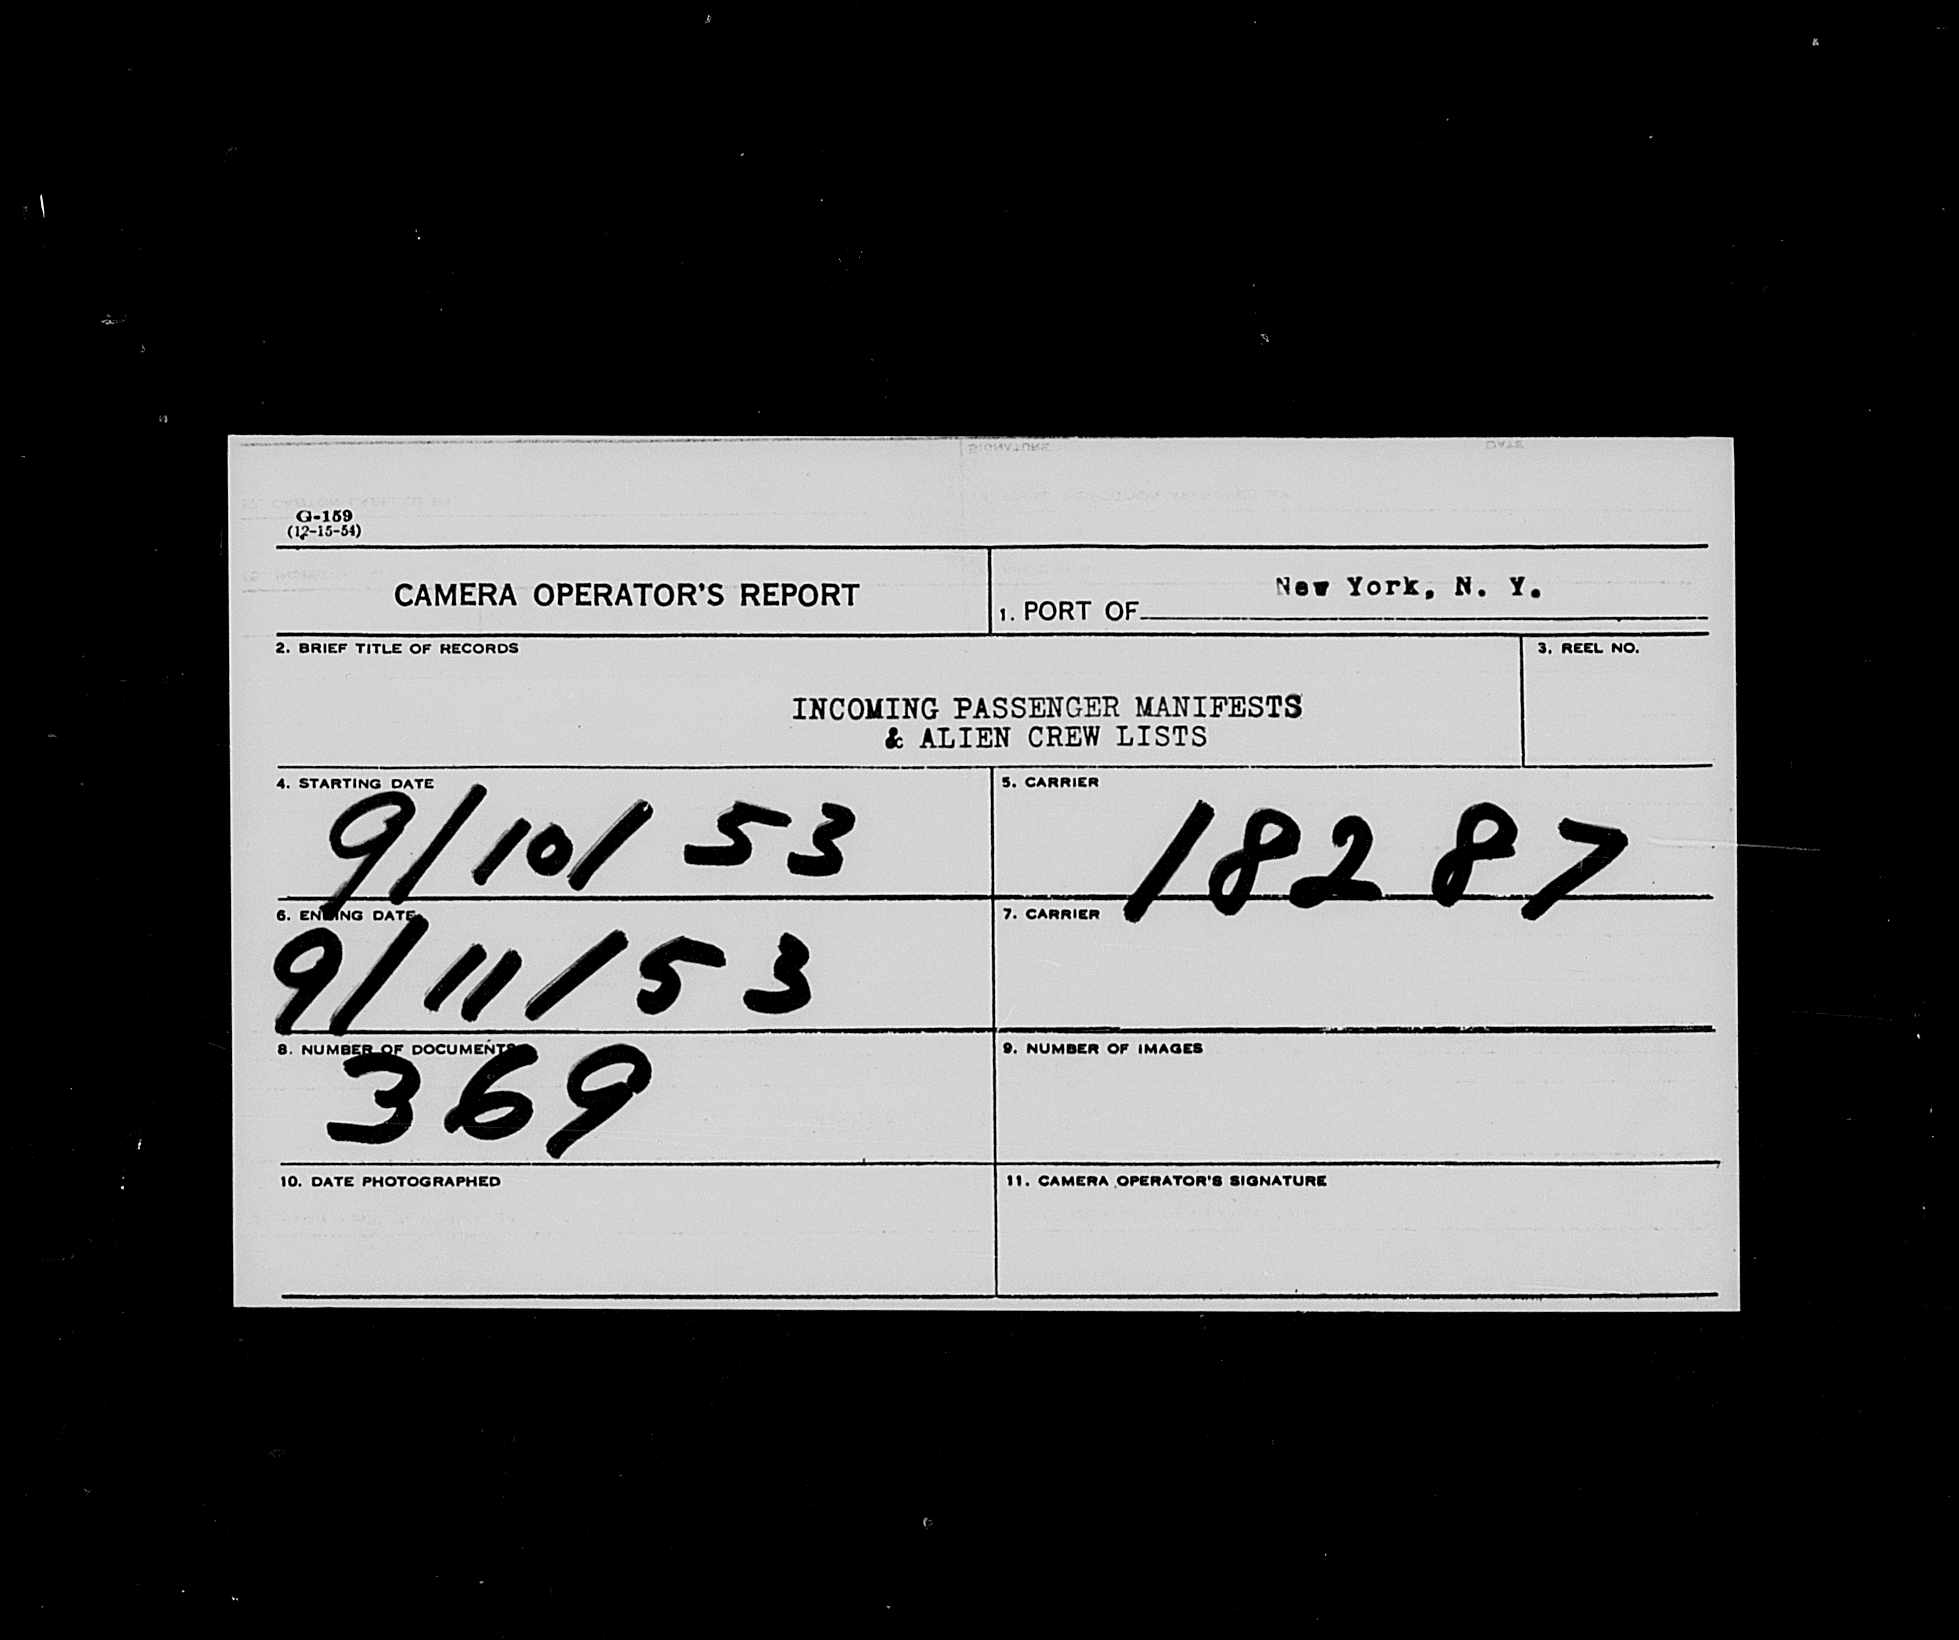 G-159
(12-15-54)
CAMERA OPERATOR'S REPORT
1. PORT OF New York, N. Y.
2. BRIEF TITLE OF RECORDS
INCOMING PASSENGER MANIFESTS
& ALIEN CREW LISTS
3. REEL NO.
4. STARTING DATE
9/10/53
5. CARRIER
18287
6. ENDING DATE
9/11/53
7. CARRIER
8. NUMBER OF DOCUMENTS
369
9. NUMBER OF IMAGES
10. DATE PHOTOGRAPHED
11. CAMERA OPERATOR'S SIGNATURE